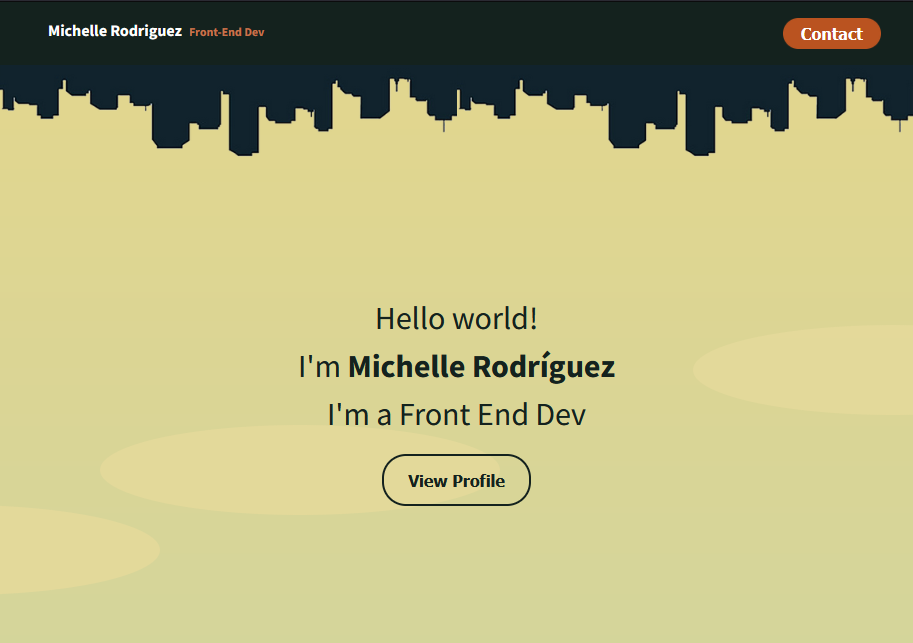 Michelle Rodriguez Front-End Dev
Contact
Hello world!
I'm Michelle Rodríguez
I'm a Front End Dev
View Profile